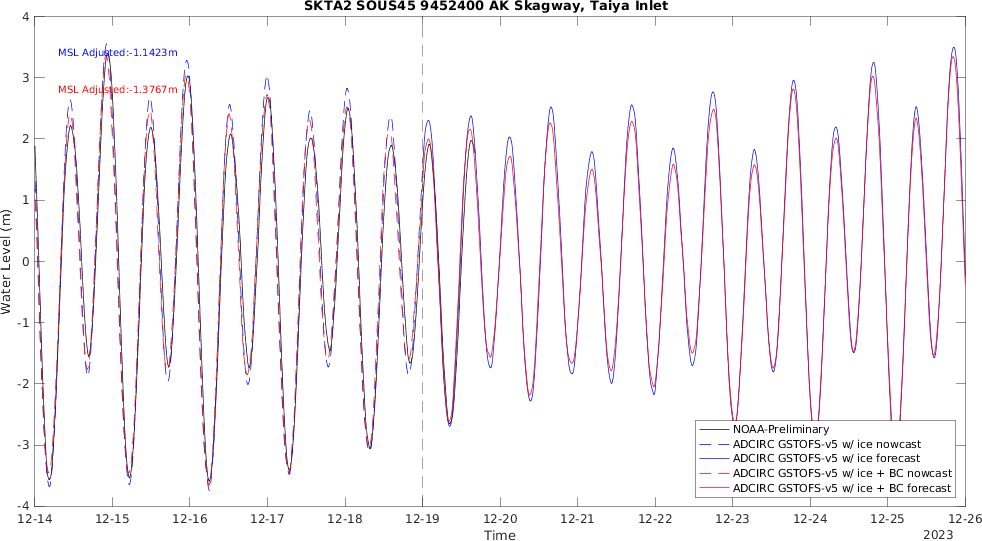 SKTA2 SOUS45 9452400 AK Skagway, Taiya Inlet
MSL Adjusted:-1.1423m
MSL Adjusted:-1.3767m
Water Level (m)
4
3
2
1
0
-1
-2
-3
-4
NOAA-Preliminary
ADCIRC GSTOFS-v5 w/ ice nowcast
ADCIRC GSTOFS-v5 w/ ice forecast
ADCIRC GSTOFS-v5 w/ ice + BC nowcast
ADCIRC GSTOFS-v5 w/ ice + BC forecast
12-14 12-15 12-16 12-17 12-18 12-19 12-20 12-21 12-22 12-23 12-24 12-25 12-26
Time
2023